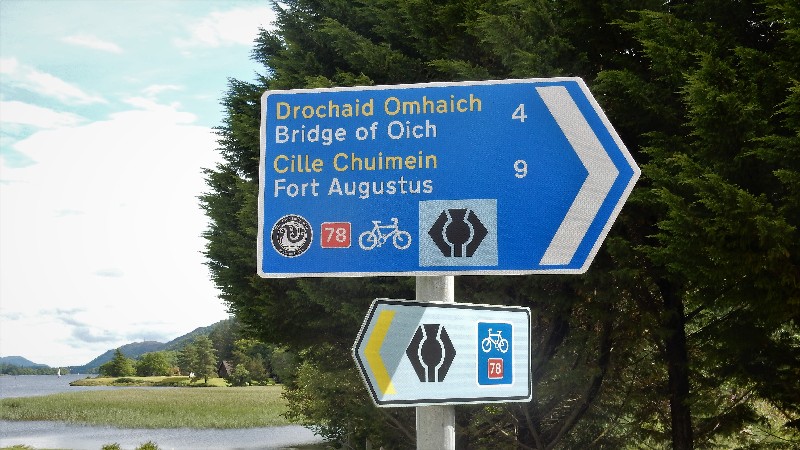 Drochaid Omhaich 4
Bridge of Oich
Cille Chuimein 9
Fort Augustus
78
78